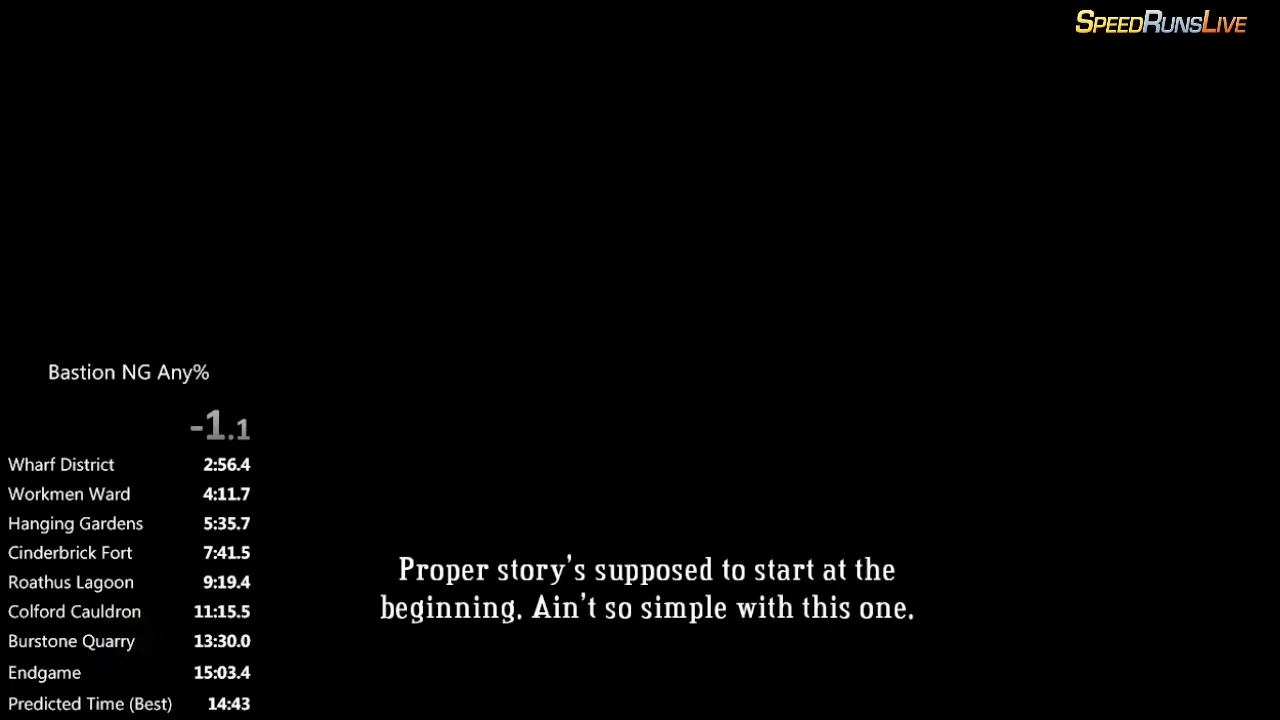 SPEEDRUNSLIVE
Bastion NG Any%
-1.1
Wharf District 2:56.4
Workmen Ward 4:11.7
Hanging Gardens 5:35.7
Cinderbrick Fort 7:41.5
Roathus Lagoon 9:19.4
Colford Cauldron 11:15.5
Burstone Quarry 13:30.0
Endgame 15:03.4
Predicted Time (Best) 14:43
Proper story's supposed to start at the
beginning. Ain't so simple with this one.